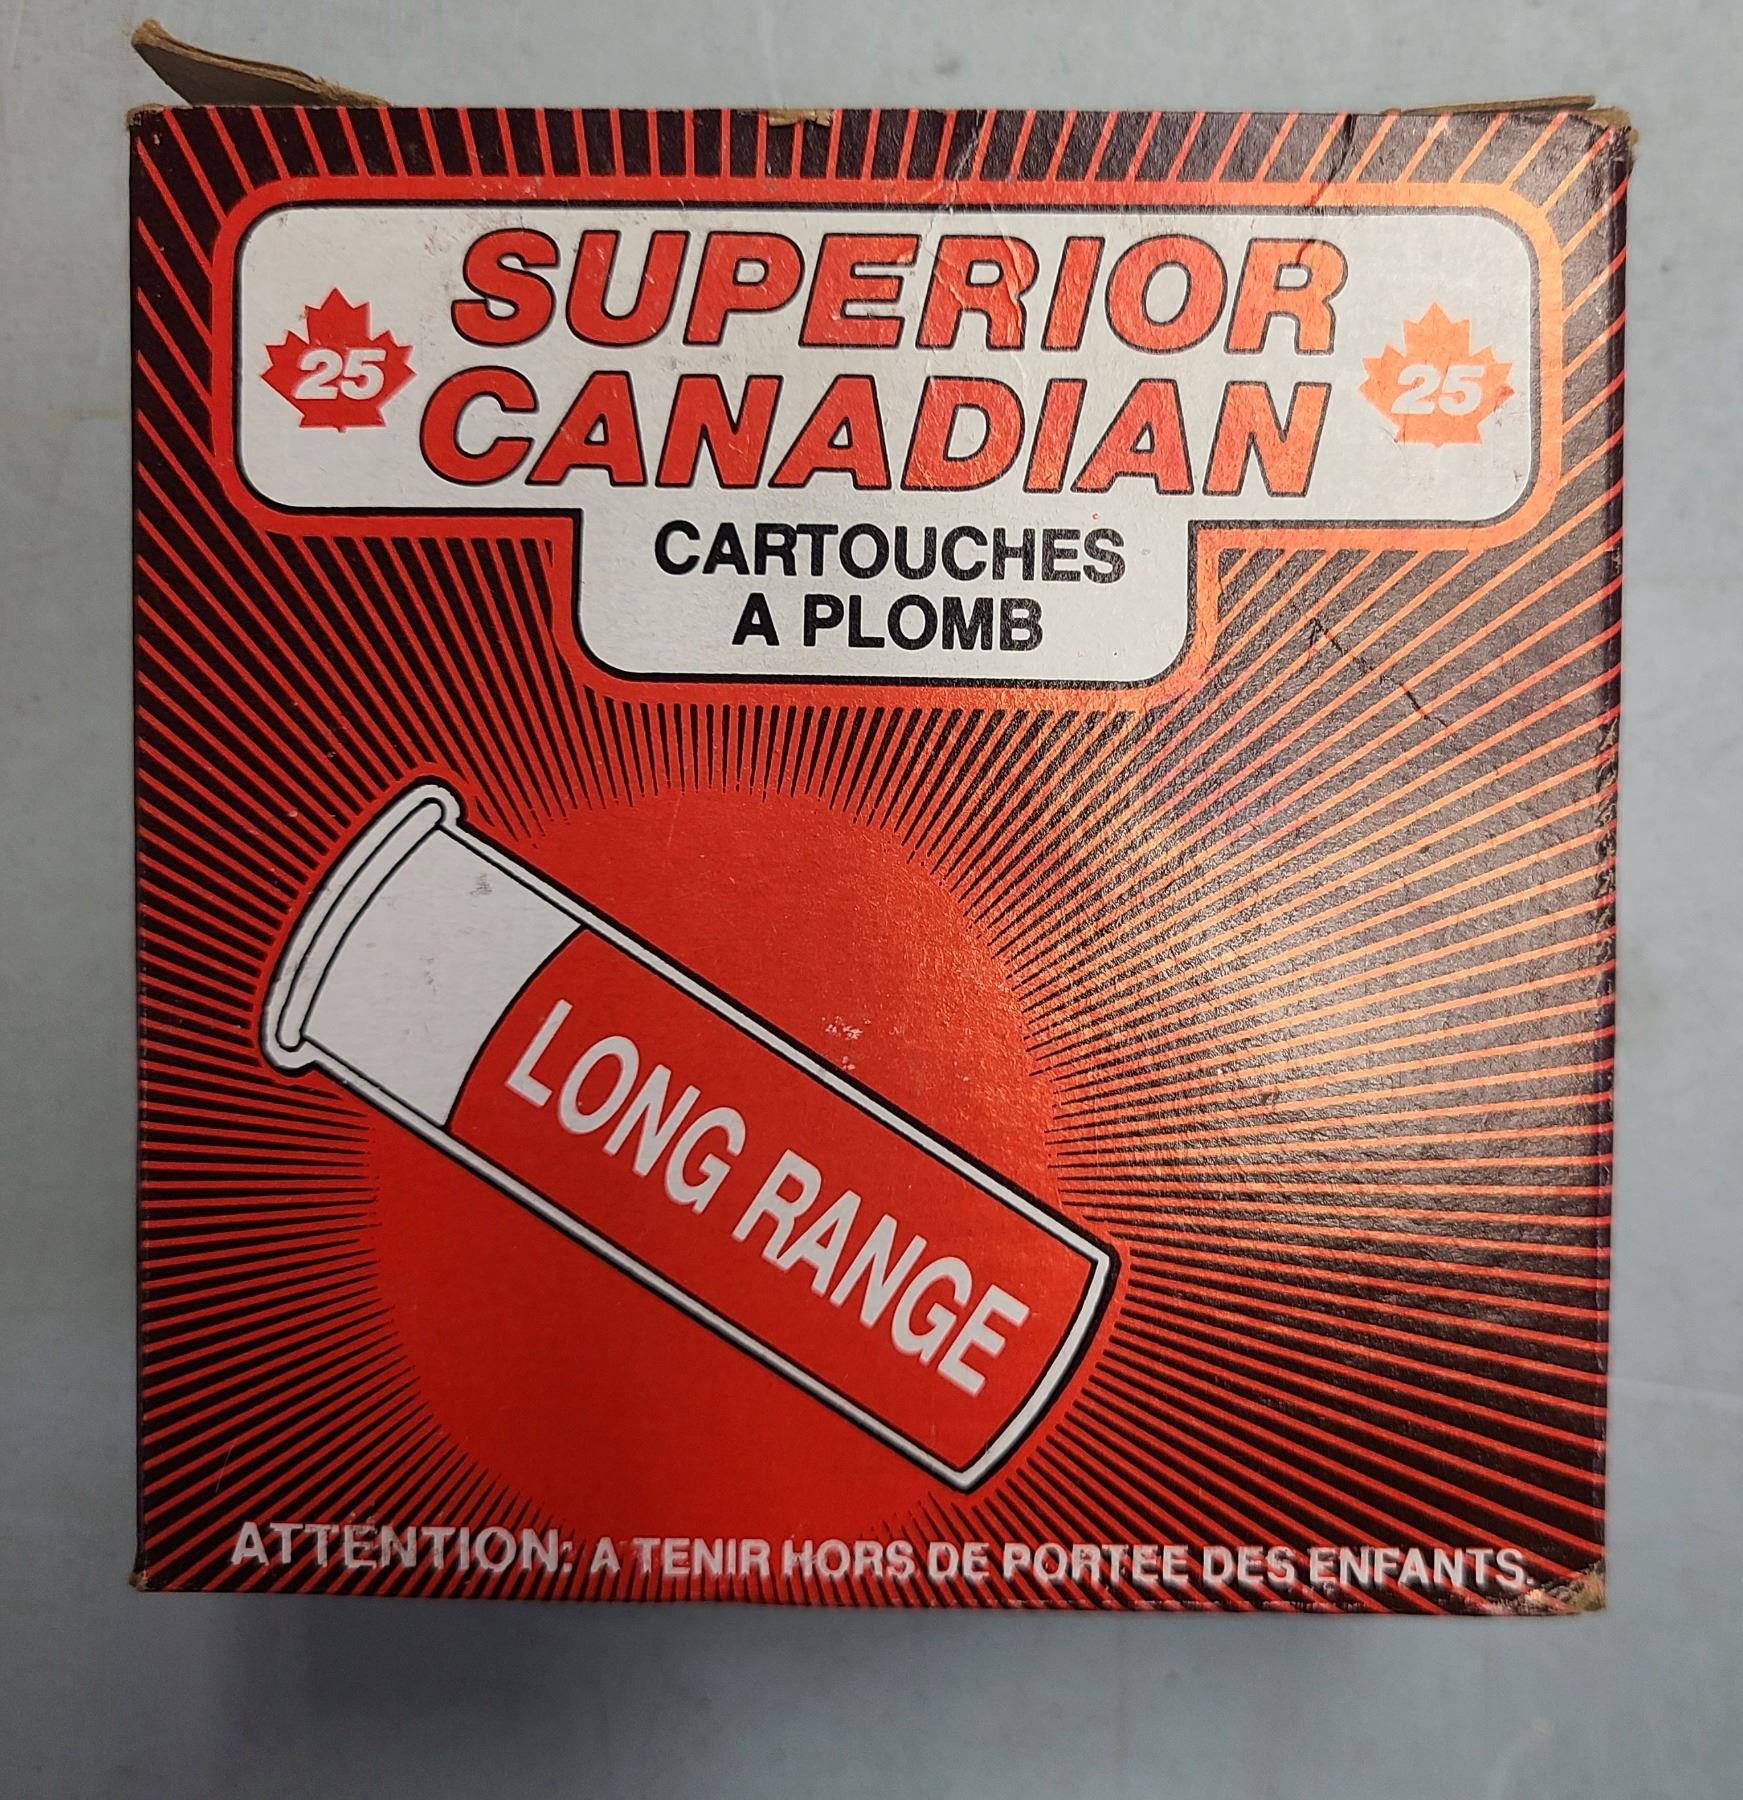 SUPERIOR
25 CANADIAN 25
CARTOUCHES
A PLOMB
LONG RANGE
ATTENTION: A TENIR HORS DE PORTEE DES ENFANTS.